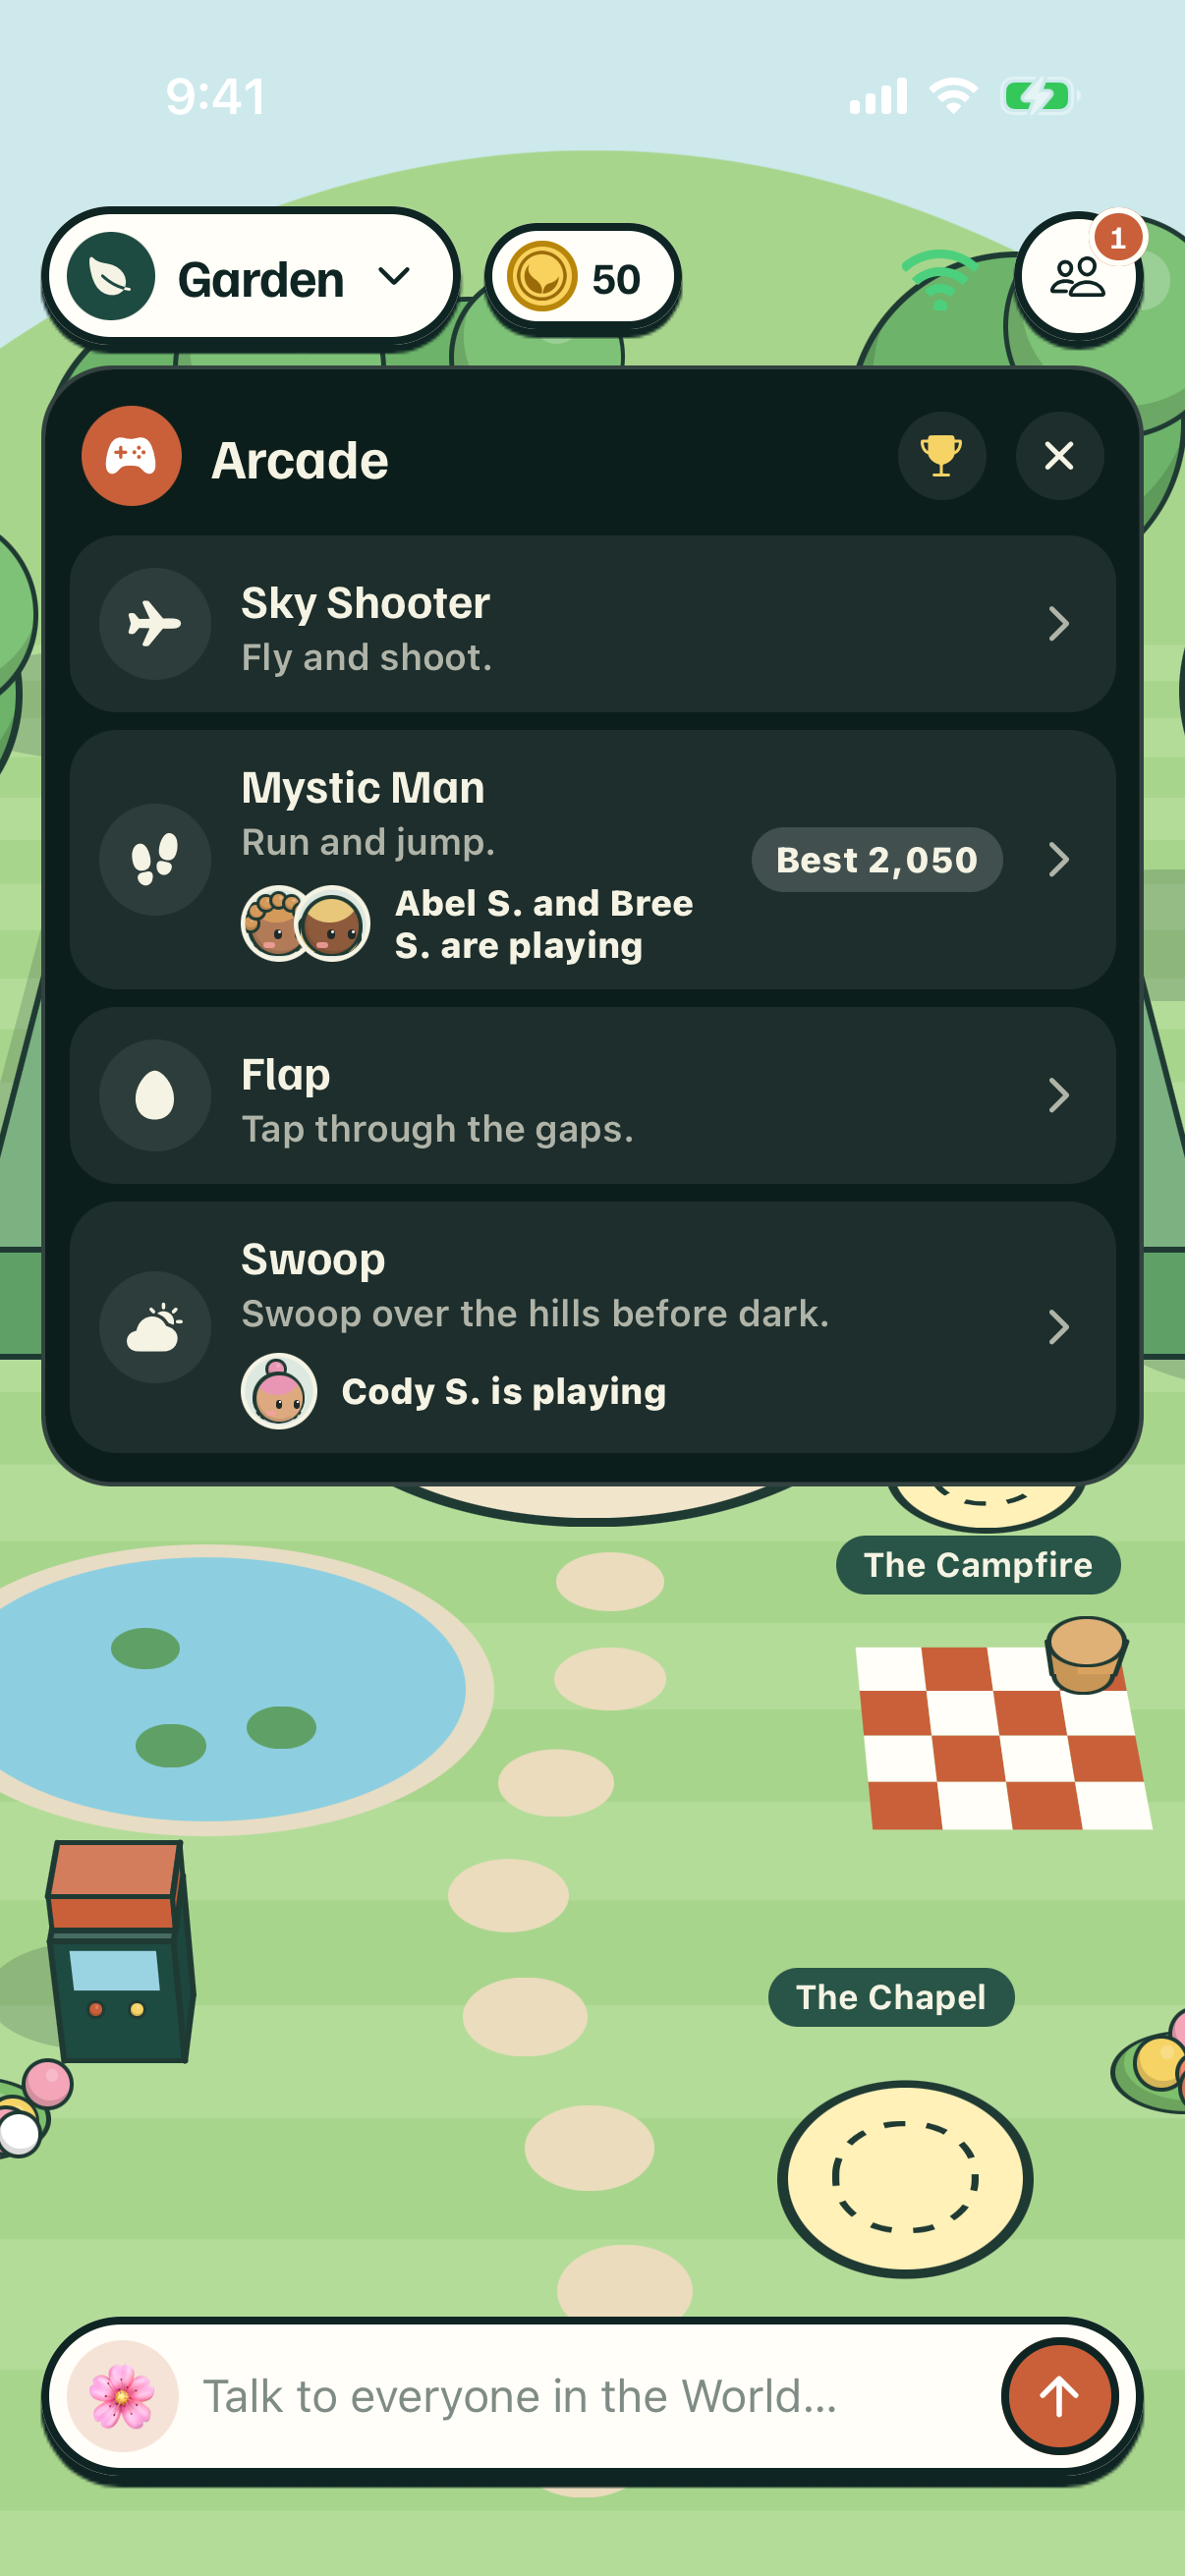 9:41
Garden
50
1
Arcade
Sky Shooter
Fly and shoot.
Mystic Man
Run and jump.
Best 2,050
Abel S. and Bree
S. are playing
Flap
Tap through the gaps.
Swoop
Swoop over the hills before dark.
Cody S. is playing
The Campfire
The Chapel
Talk to everyone in the World...